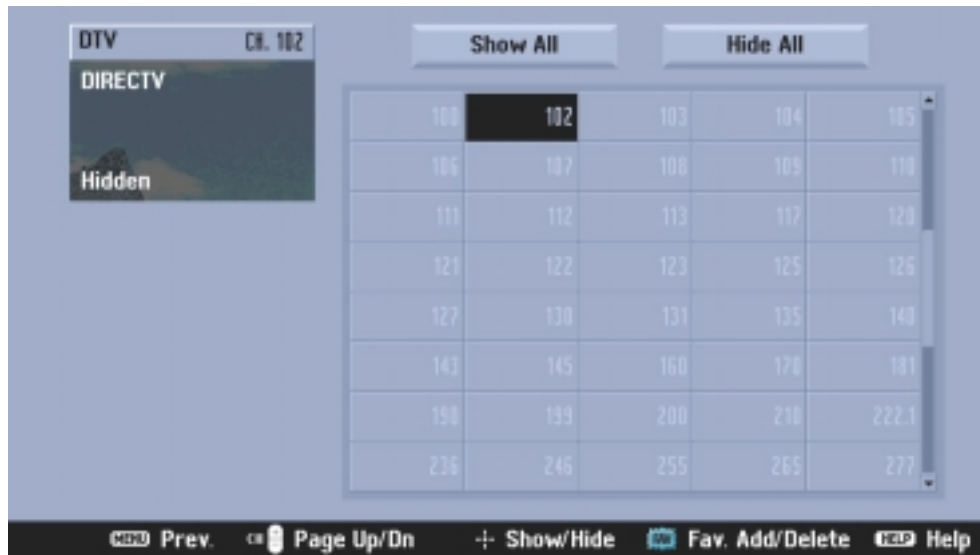 DTV CH. 102
DIRECTV
Hidden
Show All Hide All
100 102 103 104 105
106 107 108 109 110
111 112 113 117 120
121 122 123 125 126
127 130 131 135 140
143 145 160 170 181
190 199 200 210 222.1
236 246 255 265 277
MENU Prev. CH Page Up/Dn Show/Hide FAV Fav. Add/Delete HELP Help